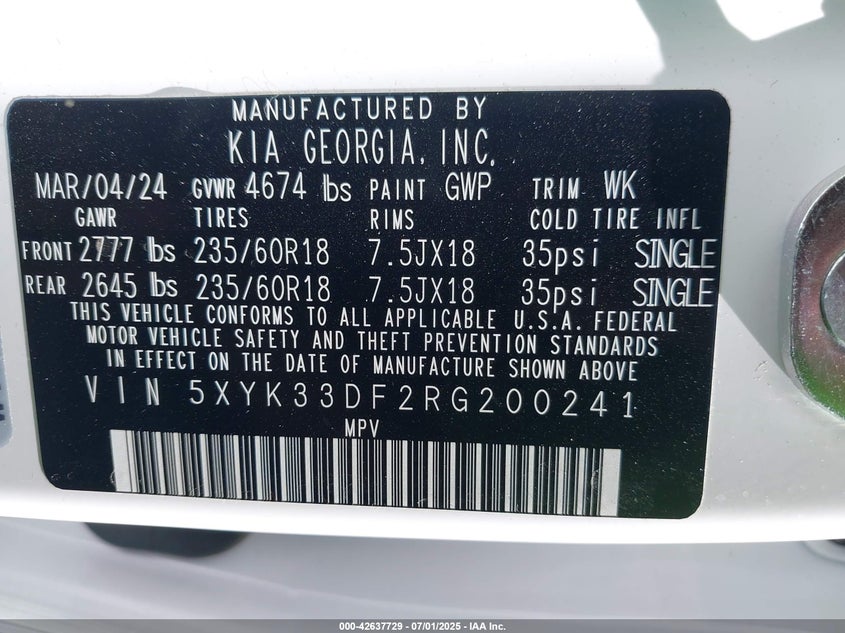 MANUFACTURED BY
KIA GEORGIA, INC.
MAR/04/24 GVWR 4674 lbs PAINT GWP TRIM WK
GAWR TIRES RIMS COLD TIRE INFL
FRONT 2777 lbs 235/60R18 7.5JX18 35psi SINGLE
REAR 2645 lbs 235/60R18 7.5JX18 35psi SINGLE
THIS VEHICLE CONFORMS TO ALL APPLICABLE U.S.A. FEDERAL
MOTOR VEHICLE SAFETY AND THEFT PREVENTION STANDARDS
IN EFFECT ON THE DATE OF MANUFACTURE SHOWN ABOVE
VIN 5XYK33DF2RG200241
MPV
000-42637729 - 07/01/2025 - IAA Inc.